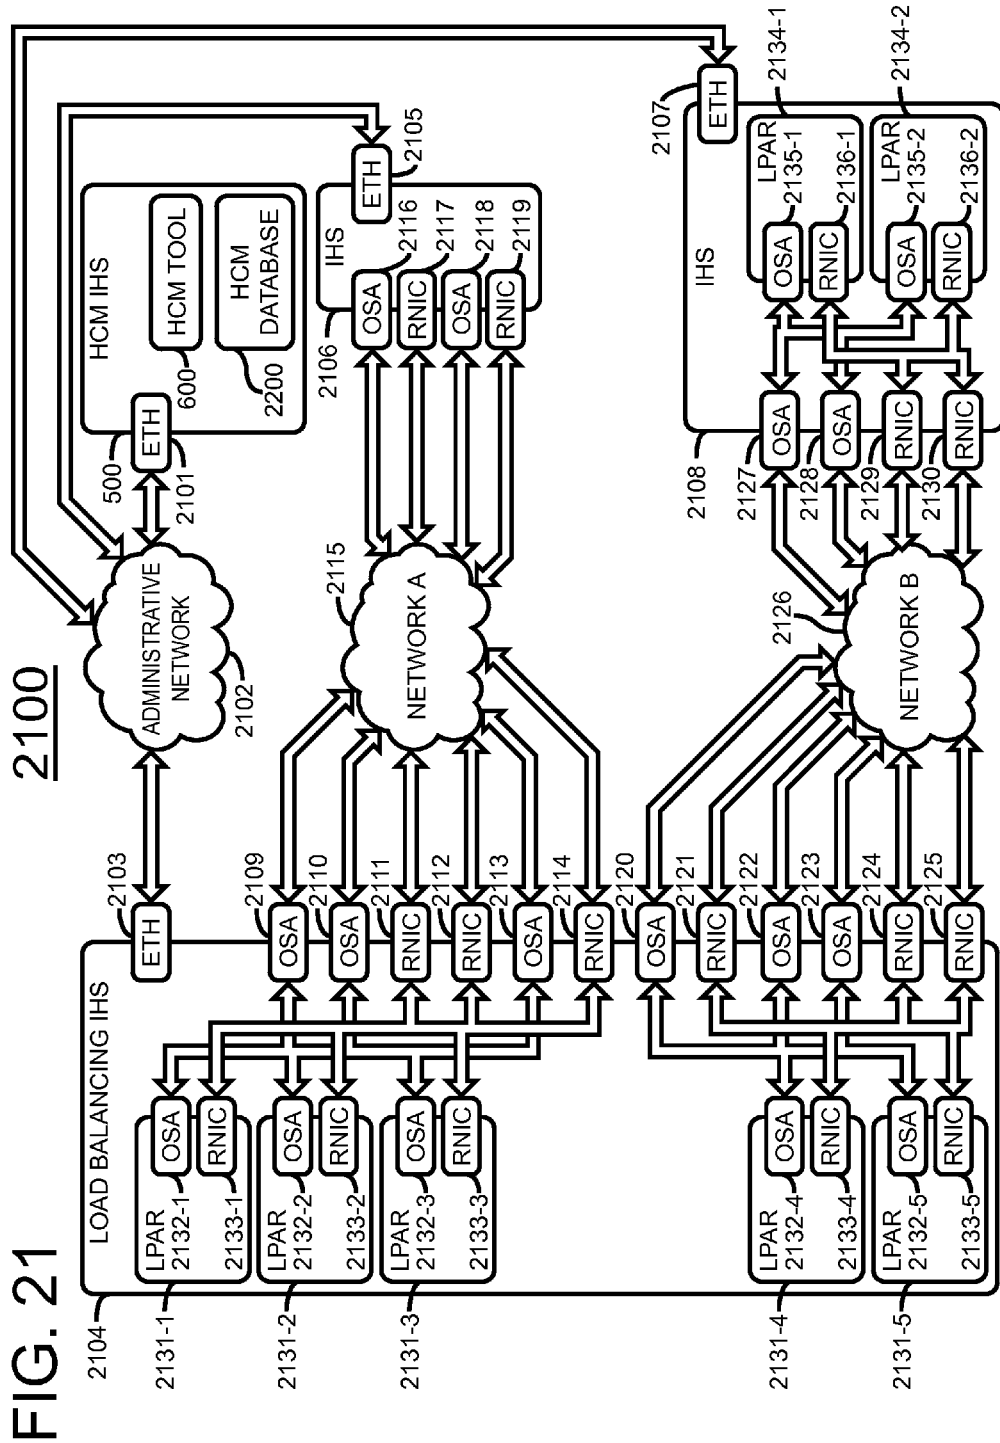 FIG. 21
2100
LOAD BALANCING IHS
2104
ETH
2103
ADMINISTRATIVE
NETWORK
2102
HCM IHS
500
ETH
2101
HCM TOOL
600
HCM
DATABASE
2200
2131-1
LPAR
2132-1
OSA
2133-1
RNIC
2131-2
LPAR
2132-2
OSA
2133-2
RNIC
2131-3
LPAR
2132-3
OSA
2133-3
RNIC
2109
OSA
2110
OSA
2111
RNIC
2112
RNIC
2113
OSA
2114
RNIC
NETWORK A
2115
IHS
2106
ETH
2105
OSA
2116
RNIC
2117
OSA
2118
RNIC
2119
2131-4
LPAR
2132-4
OSA
2133-4
RNIC
2131-5
LPAR
2132-5
OSA
2133-5
RNIC
2120
OSA
2121
RNIC
2122
OSA
2123
OSA
2124
RNIC
2125
RNIC
NETWORK B
2126
IHS
2108
ETH
2107
2127
OSA
2128
OSA
2129
RNIC
2130
RNIC
LPAR
2134-1
OSA
2135-1
RNIC
2136-1
LPAR
2134-2
OSA
2135-2
RNIC
2136-2